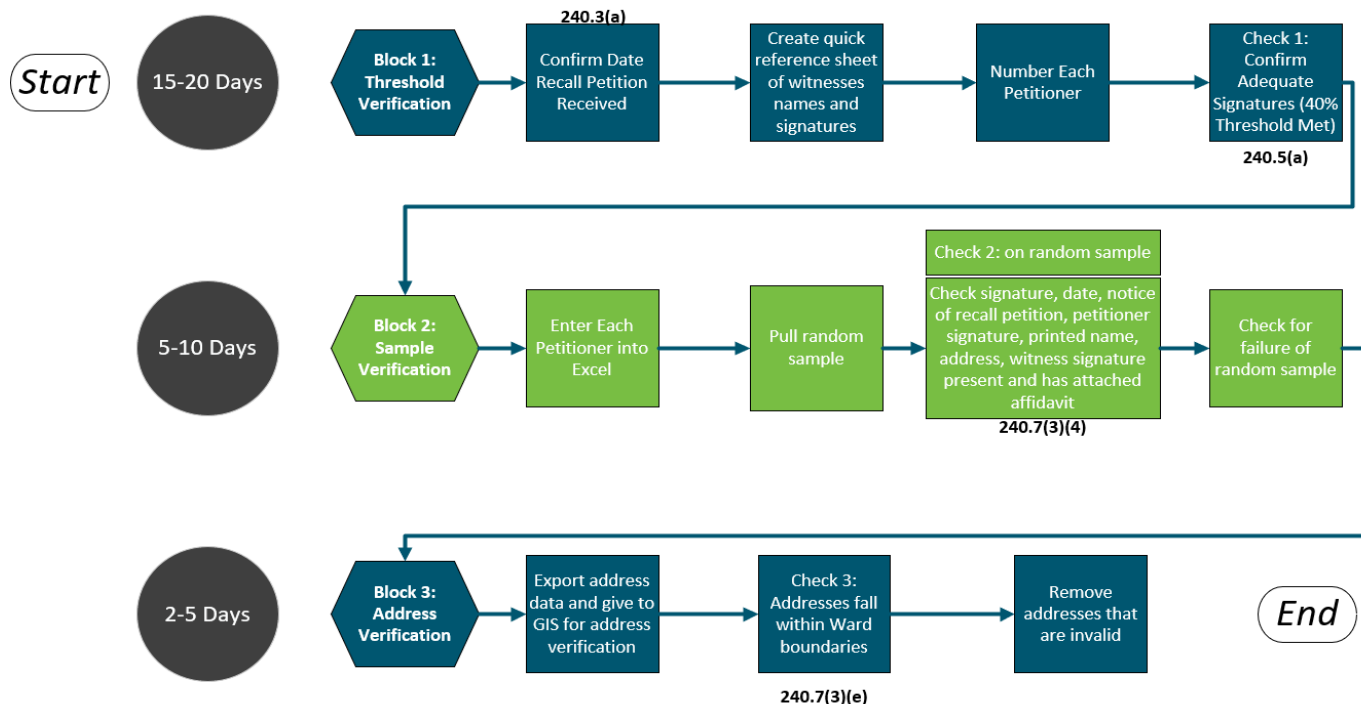 240.3(a)
Start
15-20 Days
Block 1:
Threshold
Verification
Confirm Date
Recall Petition
Received
Create quick
reference sheet
of witnesses
names and
signatures
Number Each
Petitioner
Check 1:
Confirm
Adequate
Signatures (40%
Threshold Met)
240.5(a)
5-10 Days
Block 2:
Sample
Verification
Enter Each
Petitioner into
Excel
Pull random
sample
Check 2: on random sample
Check signature, date, notice
of recall petition, petitioner
signature, printed name,
address, witness signature
present and has attached
affidavit
240.7(3)(4)
Check for
failure of
random sample
2-5 Days
Block 3:
Address
Verification
Export address
data and give to
GIS for address
verification
Check 3:
Addresses fall
within Ward
boundaries
240.7(3)(e)
Remove
addresses that
are invalid
End